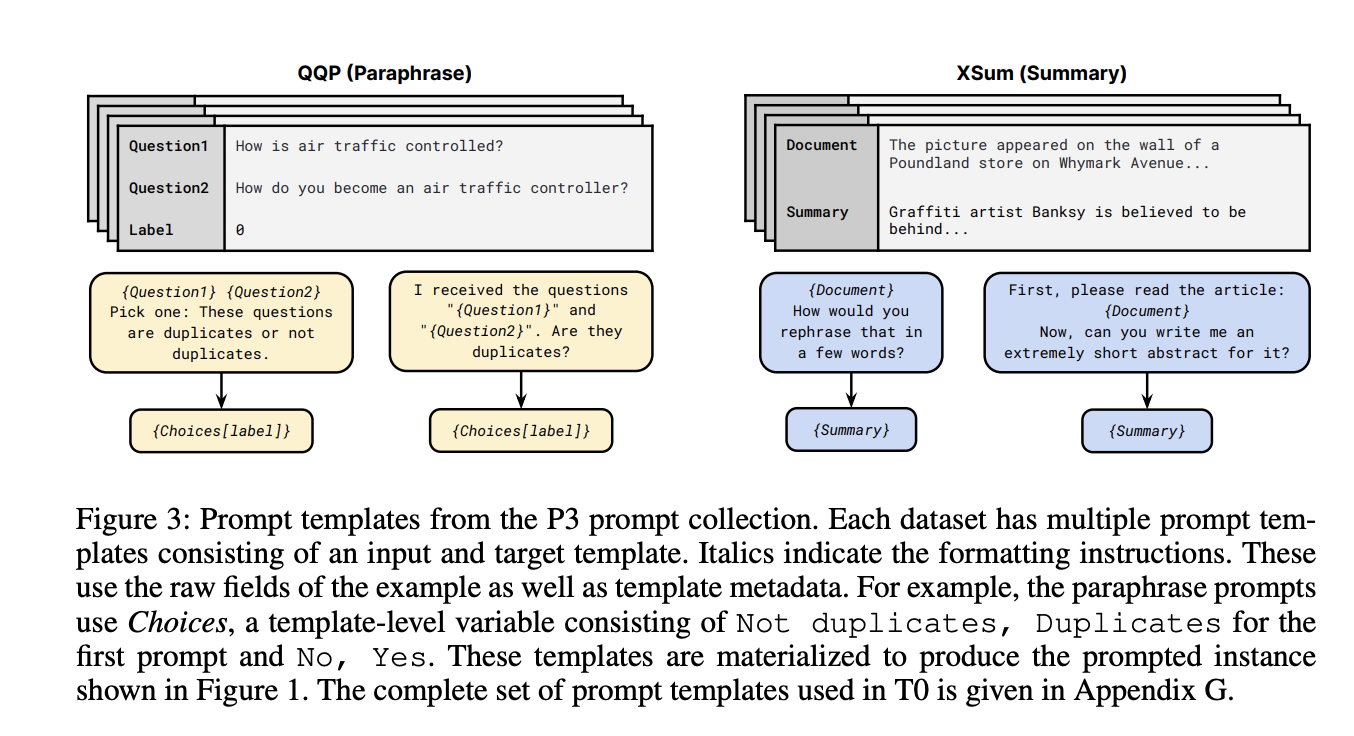 QQP (Paraphrase)
Question1 How is air traffic controlled?
Question2 How do you become an air traffic controller?
Label 0
{Question1} {Question2}
Pick one: These questions
are duplicates or not
duplicates.
{Choices[label]}
I received the questions
"{Question1}" and
"{Question2}". Are they
duplicates?
{Choices[label]}
XSum (Summary)
Document The picture appeared on the wall of a
Poundland store on Whymark Avenue...
Summary Graffiti artist Banksy is believed to be
behind...
{Document}
How would you
rephrase that in
a few words?
{Summary}
First, please read the article:
{Document}
Now, can you write me an
extremely short abstract for it?
{Summary}
Figure 3: Prompt templates from the P3 prompt collection. Each dataset has multiple prompt tem-
plates consisting of an input and target template. Italics indicate the formatting instructions. These
use the raw fields of the example as well as template metadata. For example, the paraphrase prompts
use Choices, a template-level variable consisting of Not duplicates, Duplicates for the
first prompt and No, Yes. These templates are materialized to produce the prompted instance
shown in Figure 1. The complete set of prompt templates used in T0 is given in Appendix G.